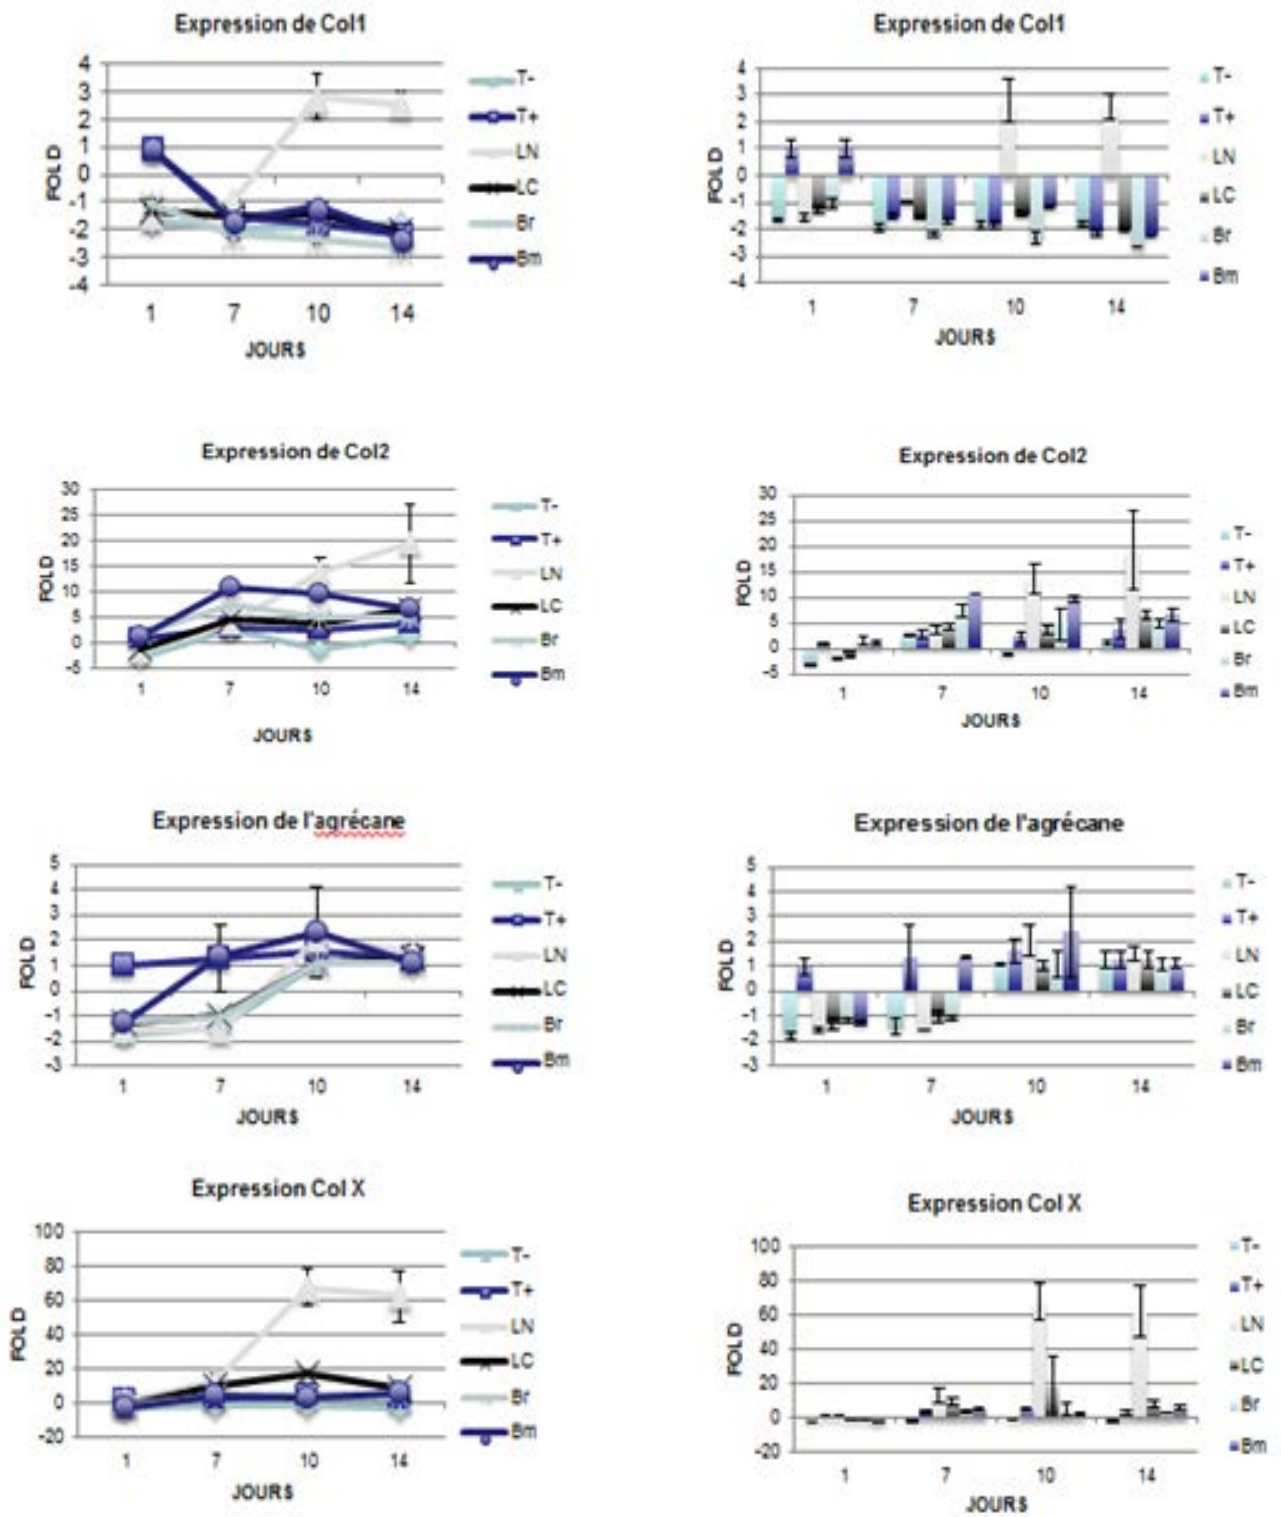 Expression de Col1
FOLD
4
3
2
1
0
-1
-2
-3
-4
1 7 10 14
JOURS
T-
T+
LN
LC
Br
Bm
Expression de Col1
FOLD
4
3
2
1
0
-1
-2
-3
-4
1 7 10 14
JOURS
T-
T+
LN
LC
Br
Bm
Expression de Col2
FOLD
30
25
20
15
10
5
0
-5
1 7 10 14
JOURS
T-
T+
LN
LC
Br
Bm
Expression de Col2
FOLD
30
25
20
15
10
5
0
-5
1 7 10 14
JOURS
T-
T+
LN
LC
Br
Bm
Expression de l'agrécane
FOLD
5
4
3
2
1
0
-1
-2
-3
1 7 10 14
JOURS
T-
T+
LN
LC
Br
Bm
Expression de l'agrécane
FOLD
5
4
3
2
1
0
-1
-2
-3
1 7 10 14
JOURS
T-
T+
LN
LC
Br
Bm
Expression Col X
FOLD
100
80
60
40
20
0
-20
1 7 10 14
JOURS
T-
T+
LN
LC
Br
Bm
Expression Col X
FOLD
100
80
60
40
20
0
-20
1 7 10 14
JOURS
T-
T+
LN
LC
Br
Bm